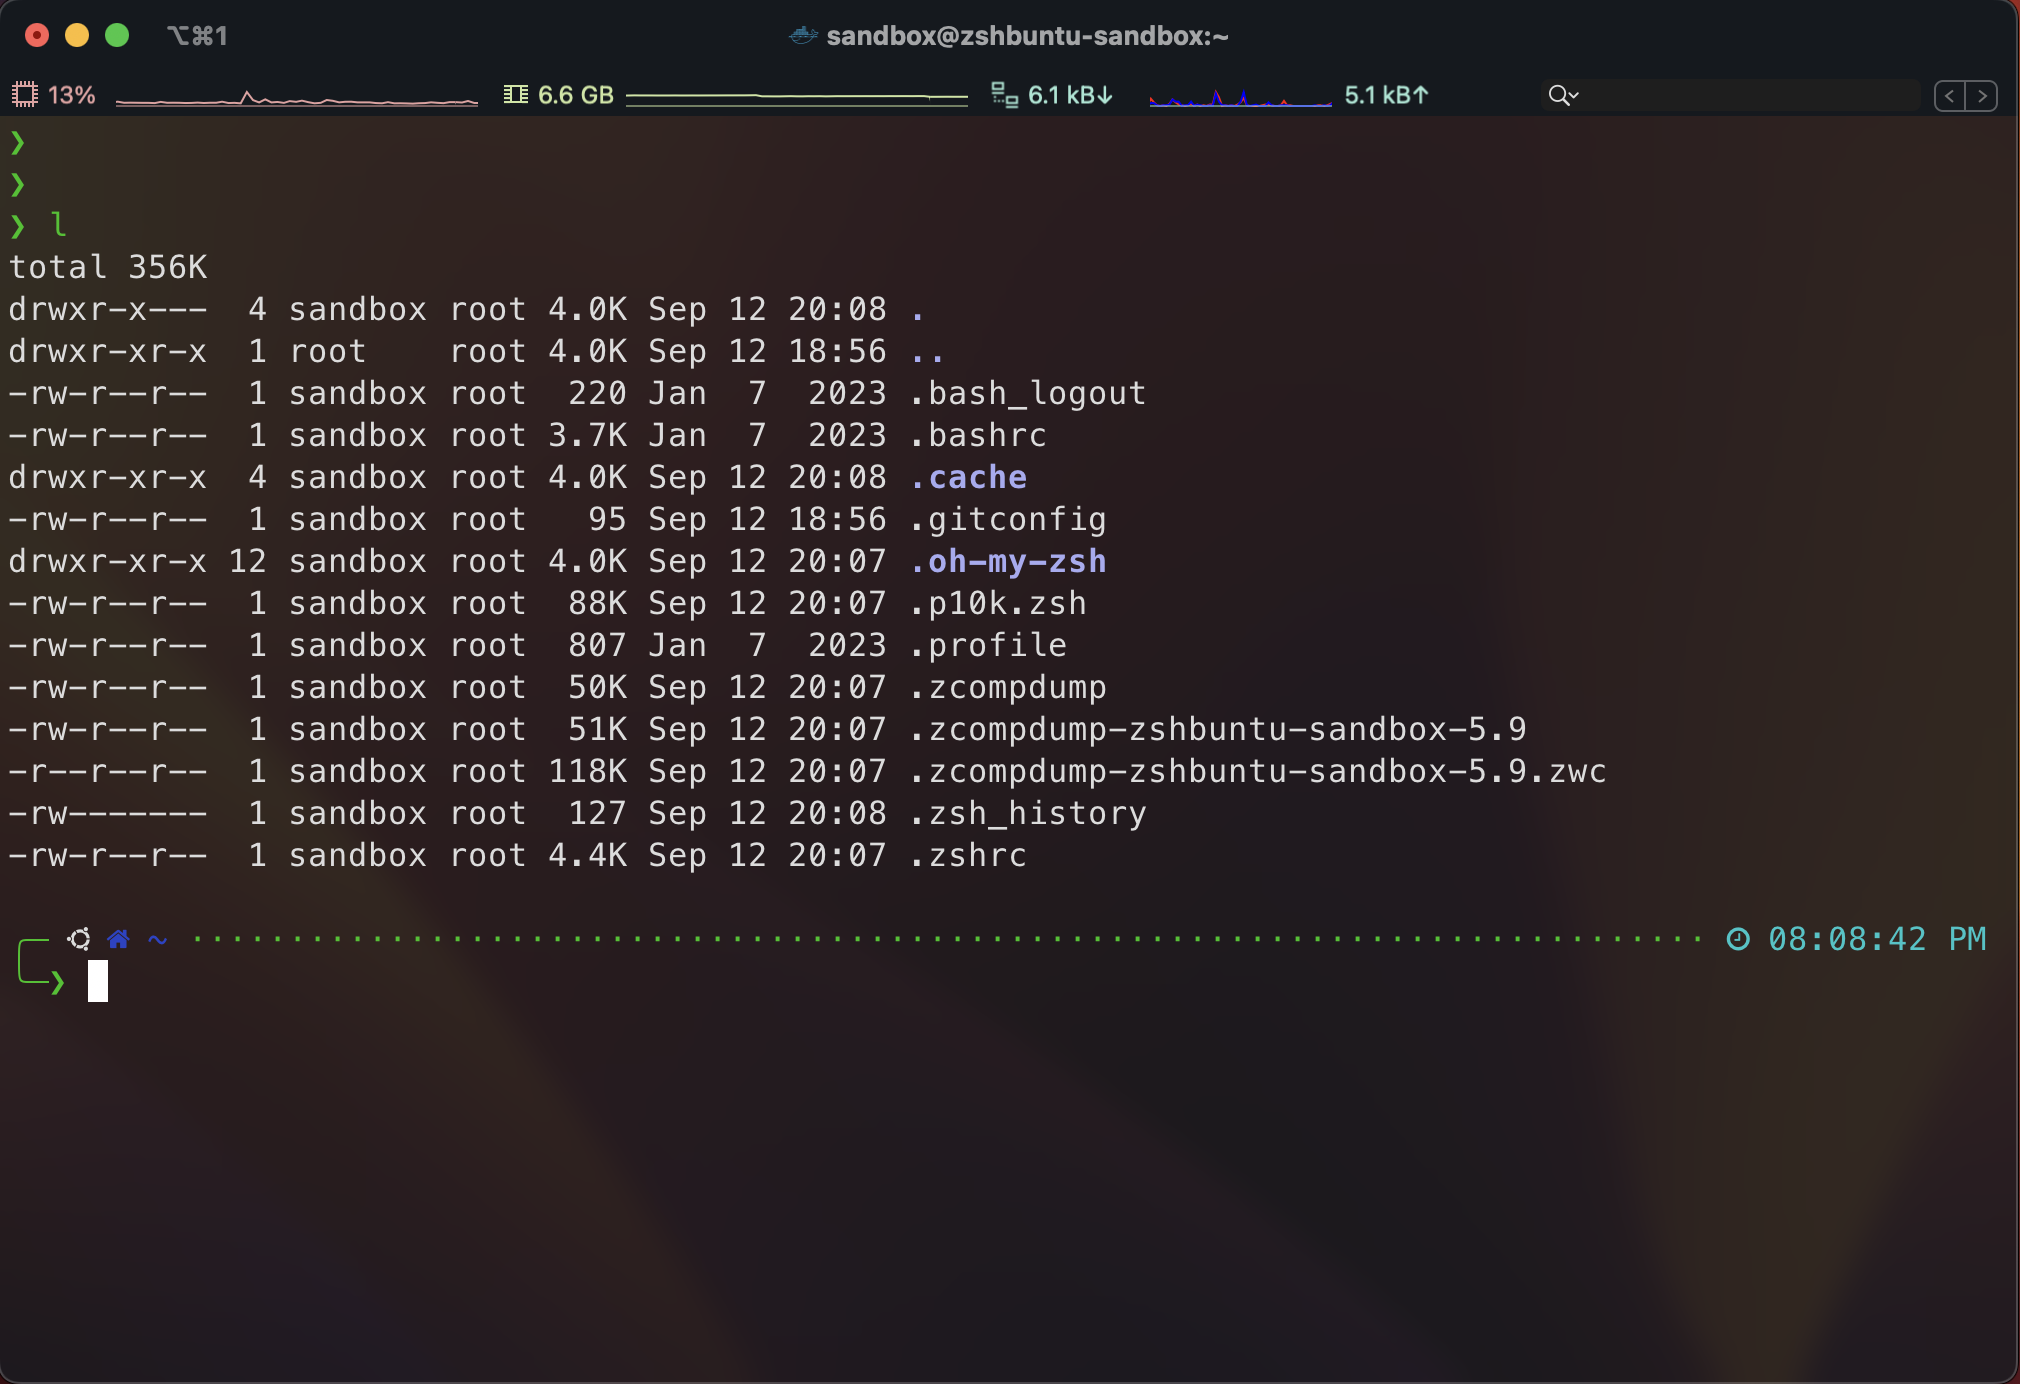 ⌥⌘1 sandbox@zshbuntu-sandbox:~
13% 6.6 GB 6.1 kB↓ 5.1 kB↑
❯
❯
❯ l
total 356K
drwxr-x---  4 sandbox root 4.0K Sep 12 20:08 .
drwxr-xr-x  1 root    root 4.0K Sep 12 18:56 ..
-rw-r--r--  1 sandbox root  220 Jan  7  2023 .bash_logout
-rw-r--r--  1 sandbox root 3.7K Jan  7  2023 .bashrc
drwxr-xr-x  4 sandbox root 4.0K Sep 12 20:08 .cache
-rw-r--r--  1 sandbox root   95 Sep 12 18:56 .gitconfig
drwxr-xr-x 12 sandbox root 4.0K Sep 12 20:07 .oh-my-zsh
-rw-r--r--  1 sandbox root  88K Sep 12 20:07 .p10k.zsh
-rw-r--r--  1 sandbox root  807 Jan  7  2023 .profile
-rw-r--r--  1 sandbox root  50K Sep 12 20:07 .zcompdump
-rw-r--r--  1 sandbox root  51K Sep 12 20:07 .zcompdump-zshbuntu-sandbox-5.9
-r--r--r--  1 sandbox root 118K Sep 12 20:07 .zcompdump-zshbuntu-sandbox-5.9.zwc
-rw-------  1 sandbox root  127 Sep 12 20:08 .zsh_history
-rw-r--r--  1 sandbox root 4.4K Sep 12 20:07 .zshrc
~ 08:08:42 PM
❯